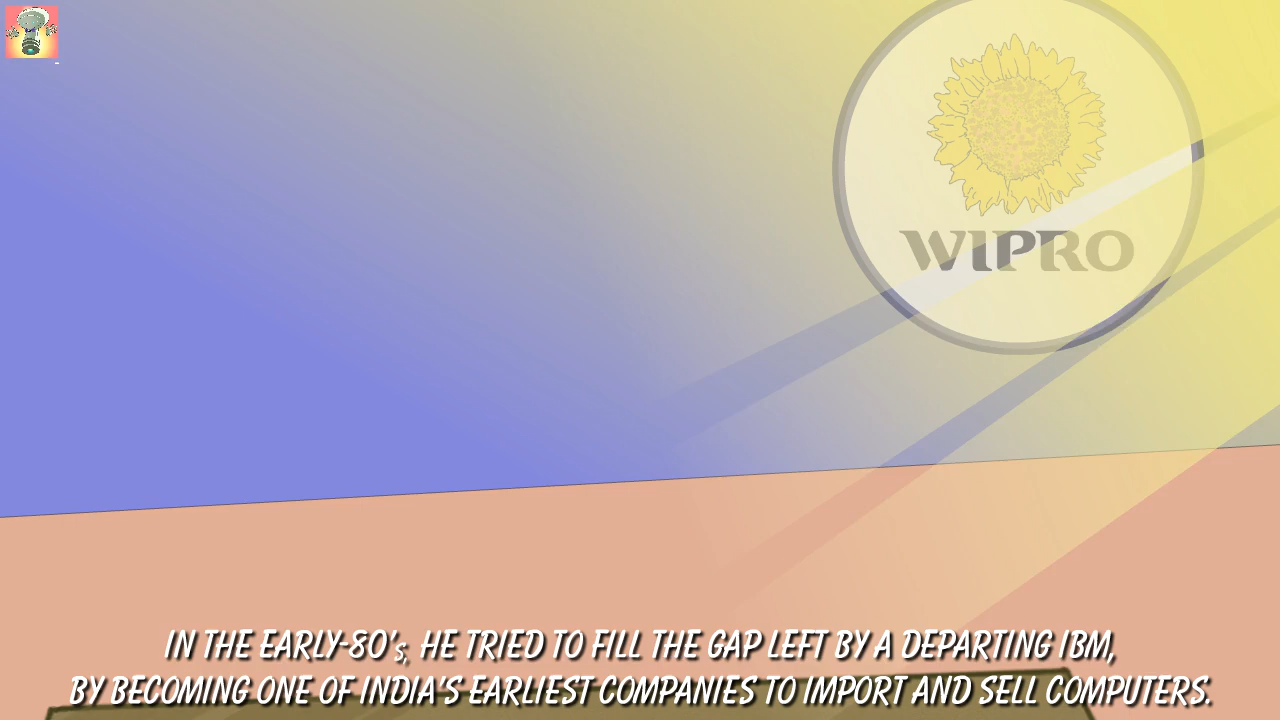 WIPRO
IN THE EARLY-80's, HE TRIED TO FILL THE GAP LEFT BY A DEPARTING IBM,
BY BECOMING ONE OF INDIA'S EARLIEST COMPANIES TO IMPORT AND SELL COMPUTERS.